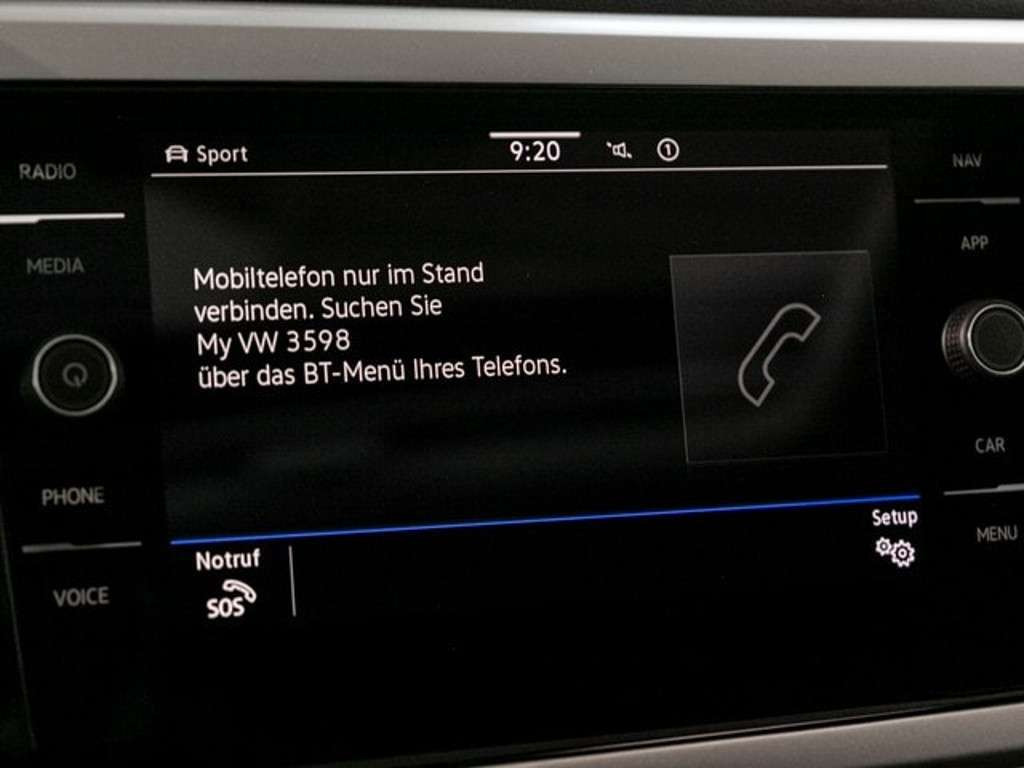 RADIO
MEDIA
PHONE
VOICE
Sport
9:20
1
Mobiltelefon nur im Stand
verbinden. Suchen Sie
My VW 3598
über das BT-Menü Ihres Telefons.
Notruf
SOS
Setup
NAV
APP
CAR
MENU